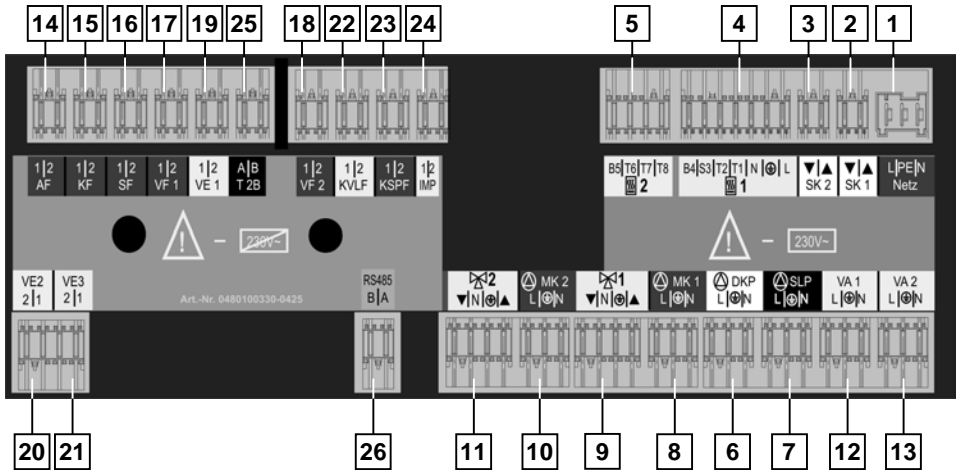 14 15 16 17 19 25 18 22 23 24 5 4 3 2 1
1|2 1|2 1|2 1|2 1|2 A|B 1|2 1|2 1|2 1|2 B5|T6|T7|T8 B4|S3|T2|T1|N|⏚|L ▼|▲ ▼|▲ L|PE|N
AF KF SF VF 1 VE 1 T 2B VF 2 KVLF KSPF IMP 2 1 SK 2 SK 1 Netz
230V~ 230V~
VE2 VE3 RS485 2 MK 2 1 MK 1 DKP SLP VA 1 VA 2
2|1 2|1 B|A ▼|N|⏚|▲ L|⏚|N ▼|N|⏚|▲ L|⏚|N L|⏚|N L|⏚|N L|⏚|N L|⏚|N
Art.-Nr. 0480100330-0425
20 21 26 11 10 9 8 6 7 12 13